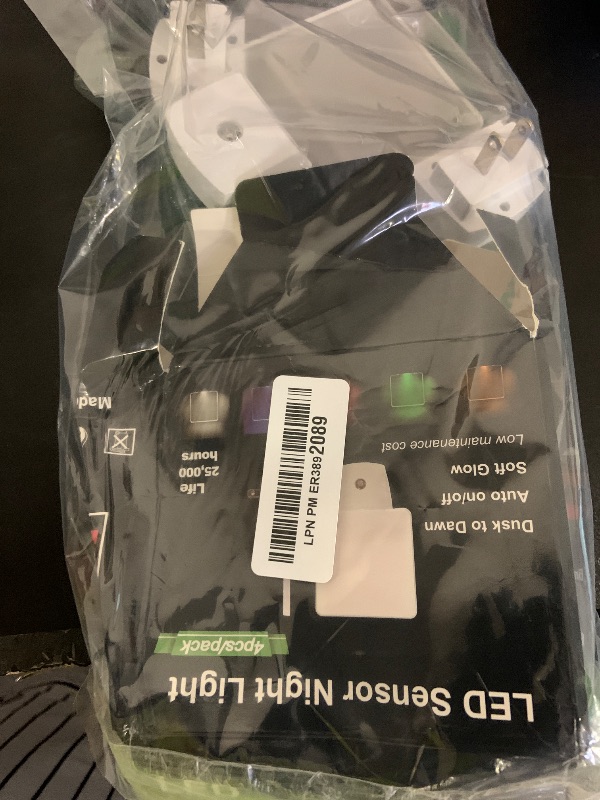 LED Sensor Night Light
4pcs/pack
Dusk to Dawn
Auto on/off
Soft Glow
Low maintenance cost
Life
25,000
hours
LPN PM ER3892089